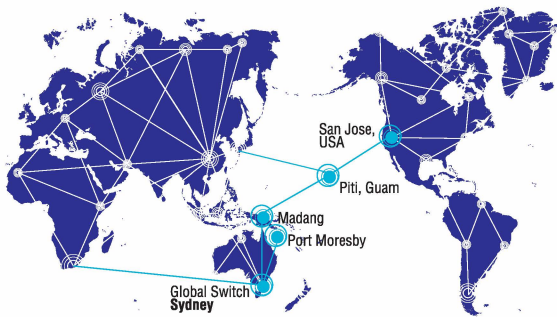 San Jose,
USA
Piti, Guam
Madang
Port Moresby
Global Switch
Sydney